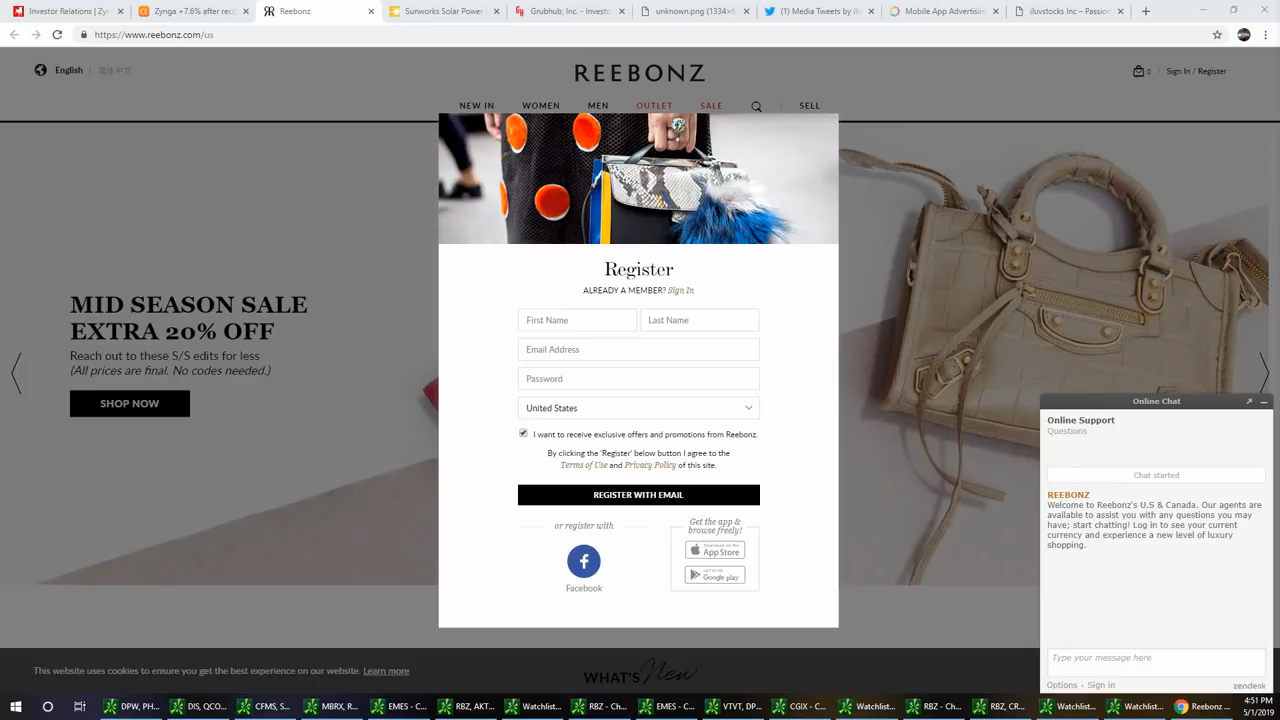 Investor Relations | Zyn
Zynga +7.6% after reco
Reebonz
Sunworks Solar Power
Grubhub, Inc. - Investo
unknown.png (1334×6
(1) Media Tweets by ilu
Mobile App Advertisin
iluvstocks Inc – Passion
https://www.reebonz.com/us
English | 简体中文
REEBONZ
0 | Sign In / Register
NEW IN WOMEN MEN OUTLET SALE | SELL
MID SEASON SALE
EXTRA 20% OFF
Reach out to these S/S edits for less
(All prices are final. No codes needed.)
SHOP NOW
Register
ALREADY A MEMBER? Sign In
First Name
Last Name
Email Address
Password
United States
I want to receive exclusive offers and promotions from Reebonz.
By clicking the 'Register' below button I agree to the
Terms of Use and Privacy Policy of this site.
REGISTER WITH EMAIL
or register with
Facebook
Get the app &
browse freely!
App Store
Google play
Online Chat
Online Support
Questions
Chat started
REEBONZ
Welcome to Reebonz's U.S & Canada. Our agents
are available to assist you with any questions you may
have; start chatting! Log in to see your current
currency and experience a new level of luxury
shopping.
Type your message here
Options • Sign in
zendesk
This website uses cookies to ensure you get the best experience on our website. Learn more
WHAT'S New
DPW, PH...
DIS, QCO...
CFMS, S...
MBRX, R...
EMES - C...
RBZ, AKT...
Watchlist...
RBZ - Ch...
EMES - C...
VTVT, DP...
CGIX - C...
Watchlist...
RBZ - Ch...
RBZ, CR...
Watchlist...
Watchlist...
Reebonz ...
4:51 PM
5/1/2019